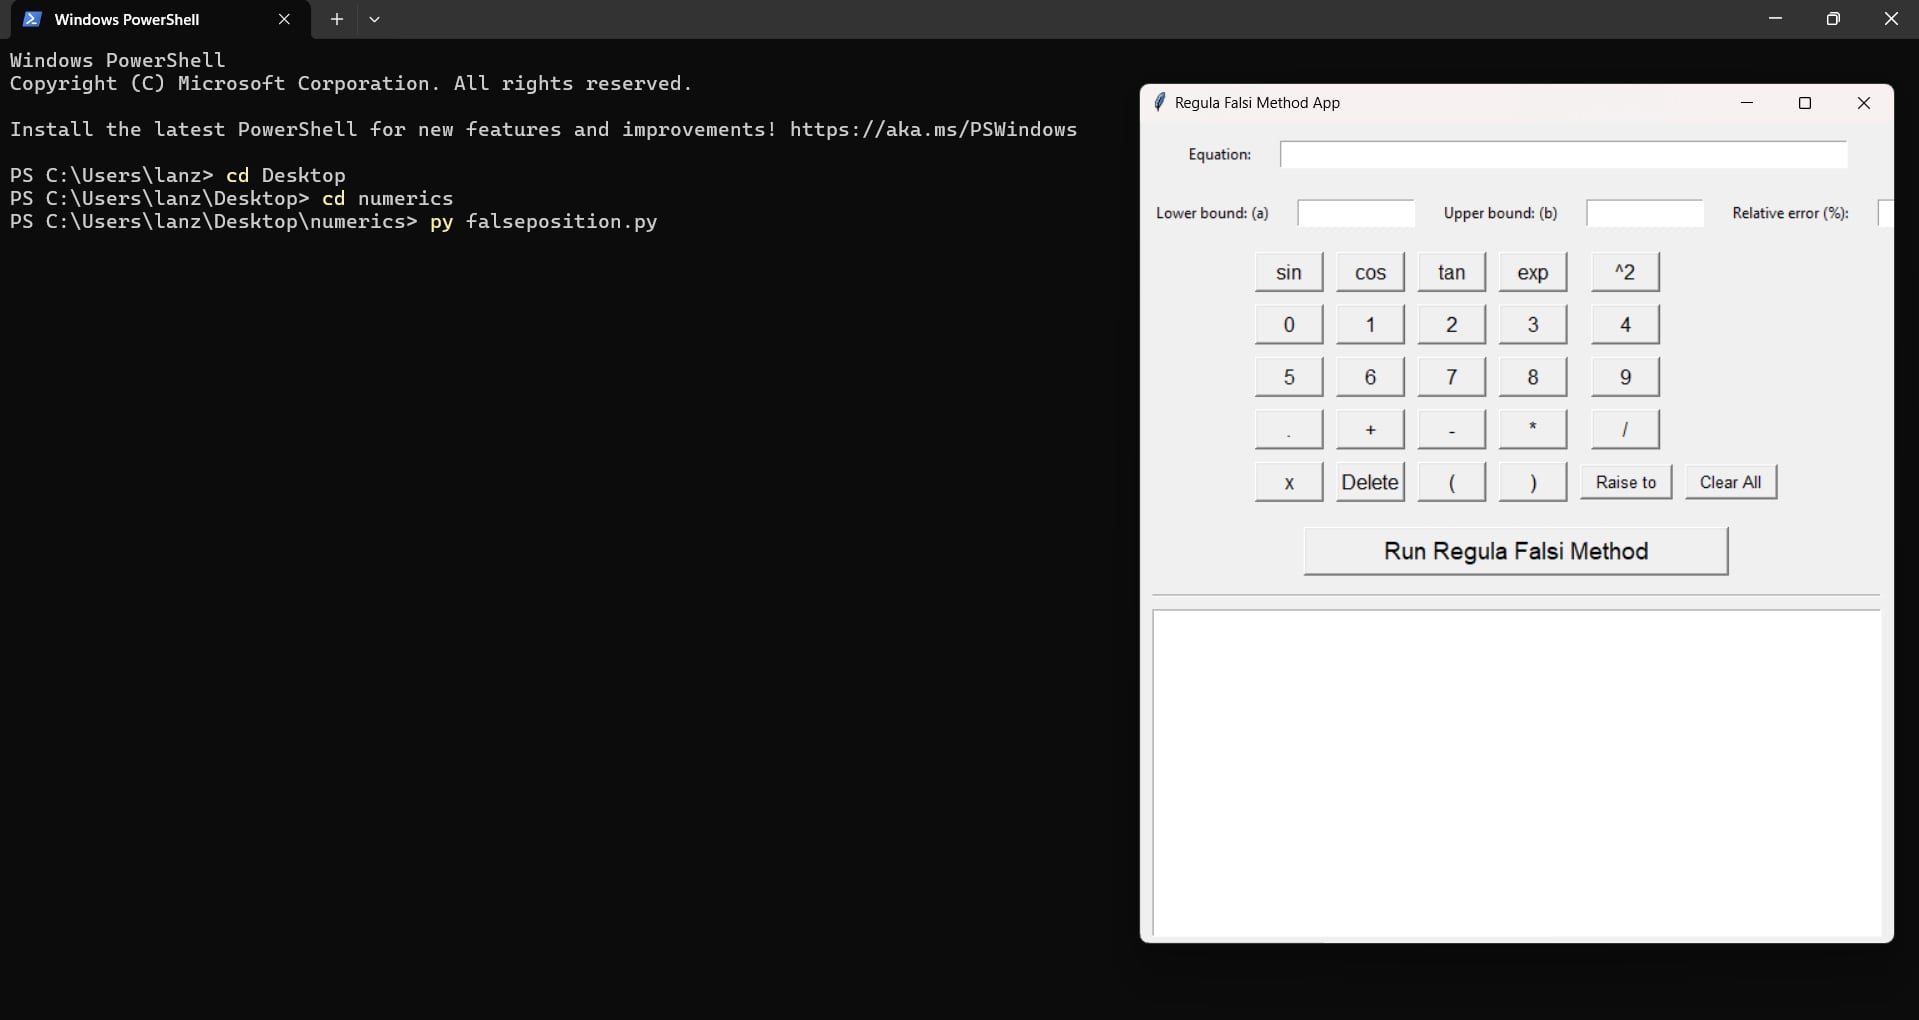 Windows PowerShell
Windows PowerShell
Copyright (C) Microsoft Corporation. All rights reserved.
Install the latest PowerShell for new features and improvements! https://aka.ms/PSWindows
PS C:\Users\lanz> cd Desktop
PS C:\Users\lanz\Desktop> cd numerics
PS C:\Users\lanz\Desktop\numerics> py falseposition.py
Regula Falsi Method App
Equation:
Lower bound: (a) Upper bound: (b) Relative error (%):
sin cos tan exp ^2
0 1 2 3 4
5 6 7 8 9
. + - * /
x Delete ( ) Raise to Clear All
Run Regula Falsi Method